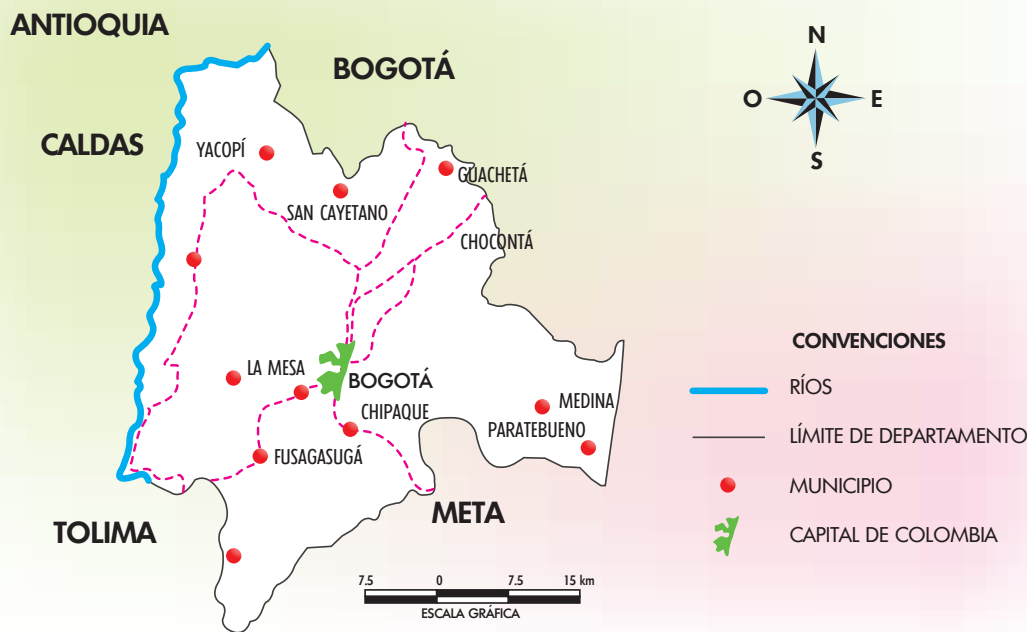 ANTIOQUIA
BOGOTÁ
CALDAS
YACOPÍ
SAN CAYETANO
GUACHETÁ
CHOCONTÁ
LA MESA
BOGOTÁ
CHIPAQUE
FUSAGASUGÁ
MEDINA
PARATEBUENO
TOLIMA
META
N
O
E
S
CONVENCIONES
RÍOS
LÍMITE DE DEPARTAMENTO
MUNICIPIO
CAPITAL DE COLOMBIA
7.5 0 7.5 15 km
ESCALA GRÁFICA